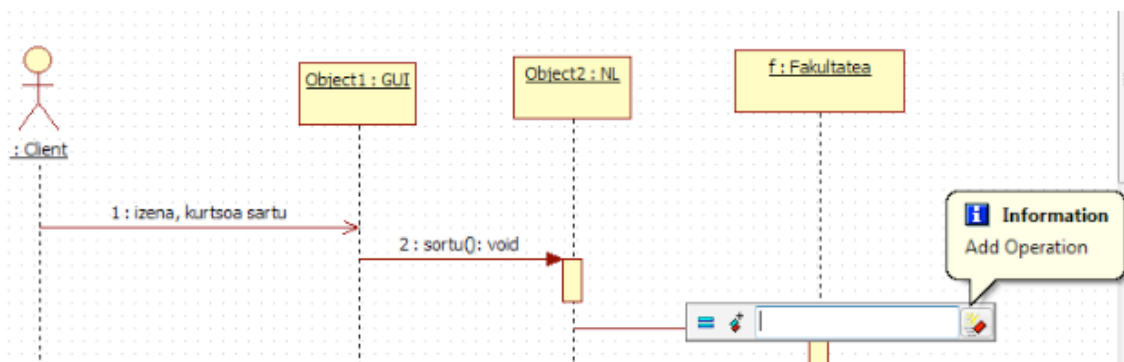 Object1 : GUI
Object2 : NL
f : Fakultatea
: Client
1 : izena, kurtsoa sartu
2 : sortu(): void
Information
Add Operation